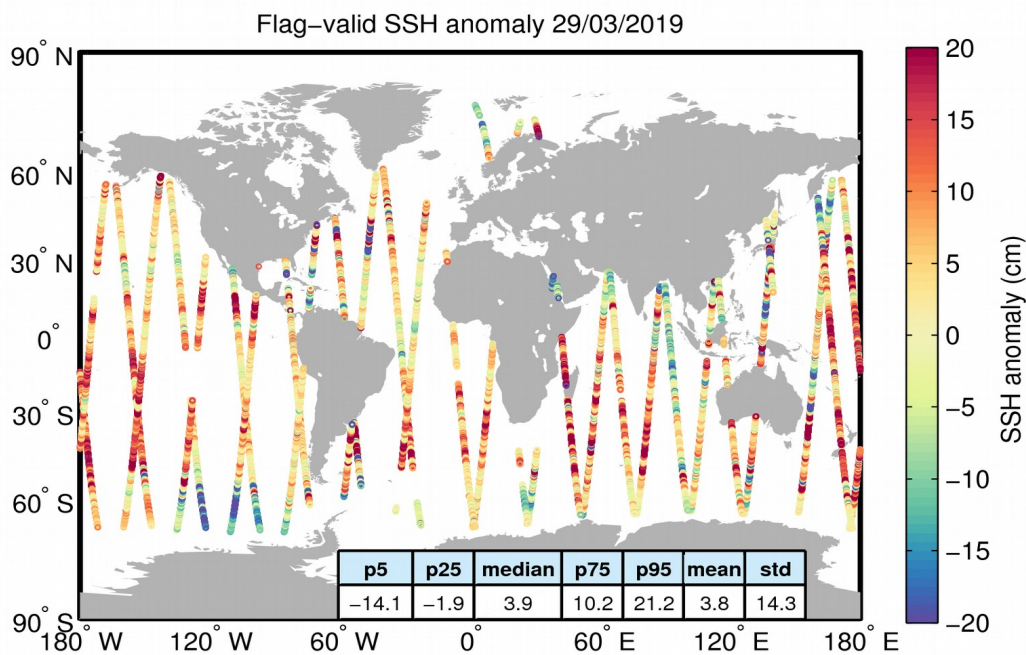 Flag−valid SSH anomaly 29/03/2019
90° N
60° N
30° N
0°
30° S
60° S
90° S
180° W
120° W
60° W
0°
60° E
120° E
180° E
p5 p25 median p75 p95 mean std
−14.1 −1.9 3.9 10.2 21.2 3.8 14.3
20
15
10
5
0
−5
−10
−15
−20
SSH anomaly (cm)